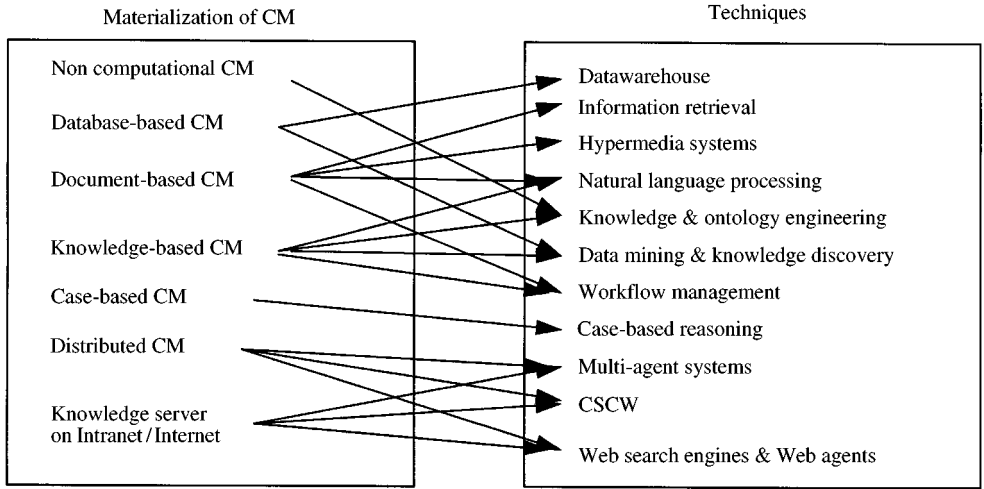 Materialization of CM
Non computational CM
Database-based CM
Document-based CM
Knowledge-based CM
Case-based CM
Distributed CM
Knowledge server
on Intranet/Internet
Techniques
Datawarehouse
Information retrieval
Hypermedia systems
Natural language processing
Knowledge & ontology engineering
Data mining & knowledge discovery
Workflow management
Case-based reasoning
Multi-agent systems
CSCW
Web search engines & Web agents